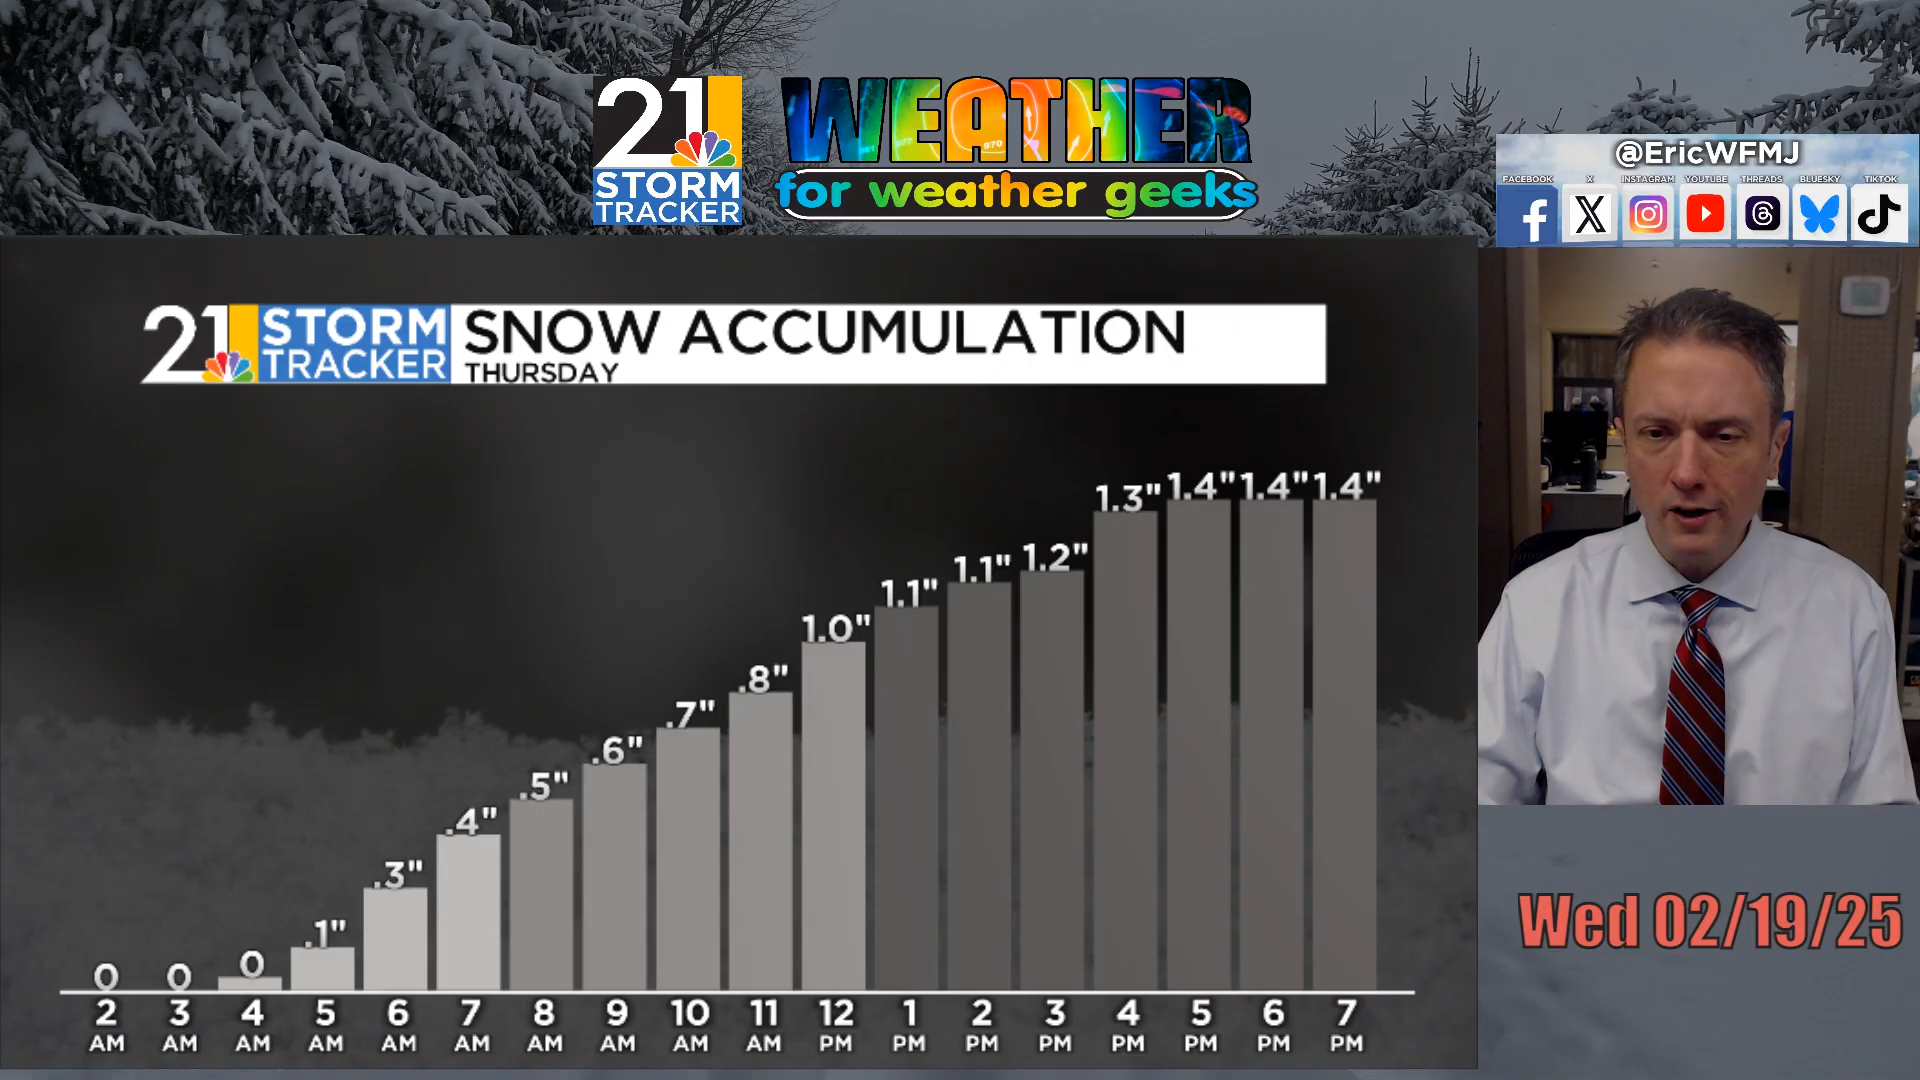 21
STORM
TRACKER
WEATHER
970
for weather geeks
@EricWFMJ
FACEBOOK X INSTAGRAM YOUTUBE THREADS BLUESKY TIKTOK
21 STORM
TRACKER
SNOW ACCUMULATION
THURSDAY
0 0 0 .1" .3" .4" .5" .6" .7" .8" 1.0" 1.1" 1.1" 1.2" 1.3" 1.4" 1.4" 1.4"
2 3 4 5 6 7 8 9 10 11 12 1 2 3 4 5 6 7
AM AM AM AM AM AM AM AM AM AM PM PM PM PM PM PM PM PM
Wed 02/19/25